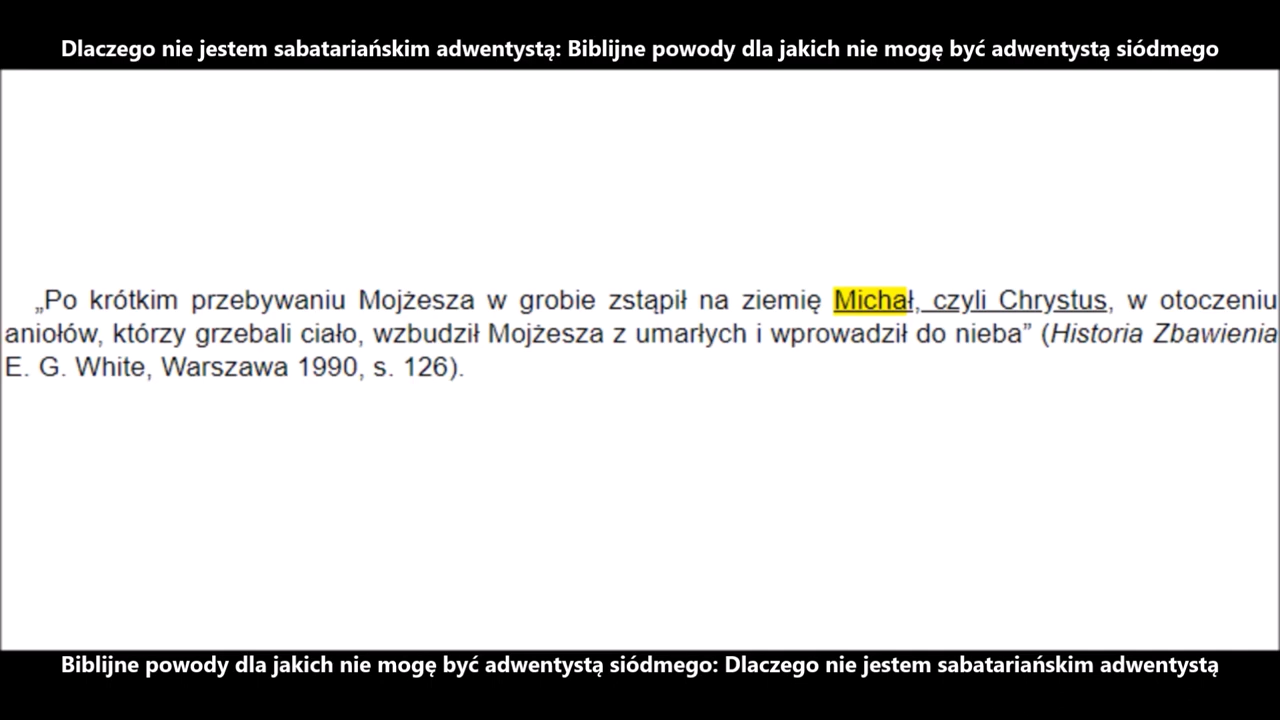 Dlaczego nie jestem sabatariańskim adwentystą: Biblijne powody dla jakich nie mogę być adwentystą siódmego
„Po krótkim przebywaniu Mojżesza w grobie zstąpił na ziemię Michał, czyli Chrystus, w otoczeniu
aniołów, którzy grzebali ciało, wzbudził Mojżesza z umarłych i wprowadził do nieba” (Historia Zbawienia
E. G. White, Warszawa 1990, s. 126).
Biblijne powody dla jakich nie mogę być adwentystą siódmego: Dlaczego nie jestem sabatariańskim adwentystą